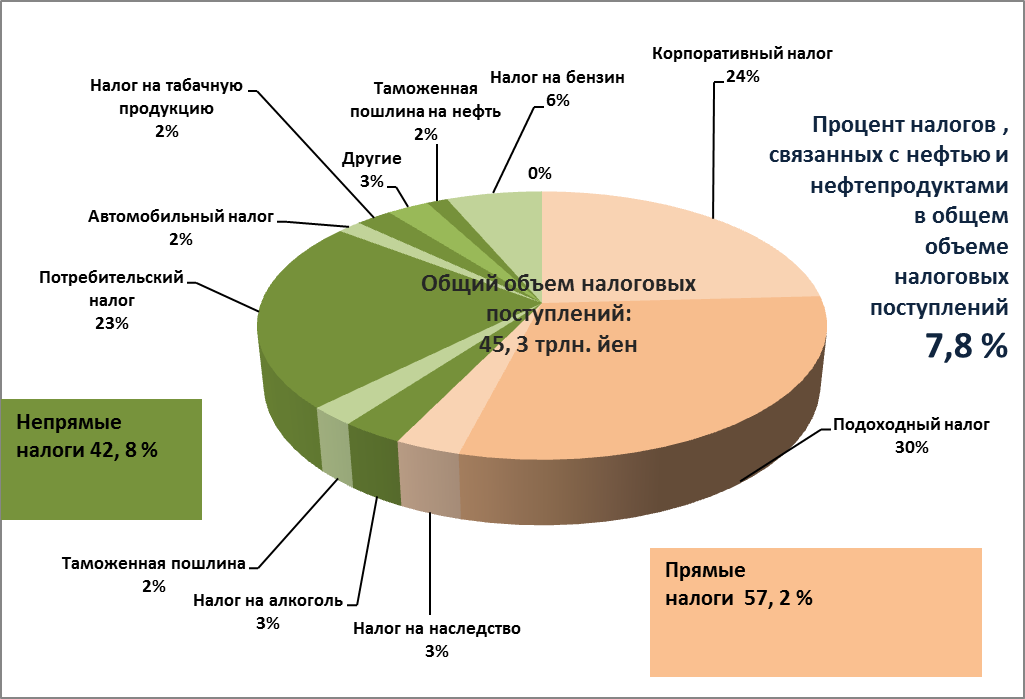 Корпоративный налог
24%
Налог на бензин
6%
Таможенная
пошлина на нефть
2%
Налог на табачную
продукцию
2%
Другие
3%
0%
Автомобильный налог
2%
Потребительский
налог
23%
Процент налогов ,
связанных с нефтью и
нефтепродуктами
в общем
объеме
налоговых
поступлений
7,8 %
Общий объем налоговых
поступлений:
45, 3 трлн. йен
Непрямые
налоги 42, 8 %
Подоходный налог
30%
Таможенная пошлина
2%
Налог на алкоголь
3%
Налог на наследство
3%
Прямые
налоги 57, 2 %